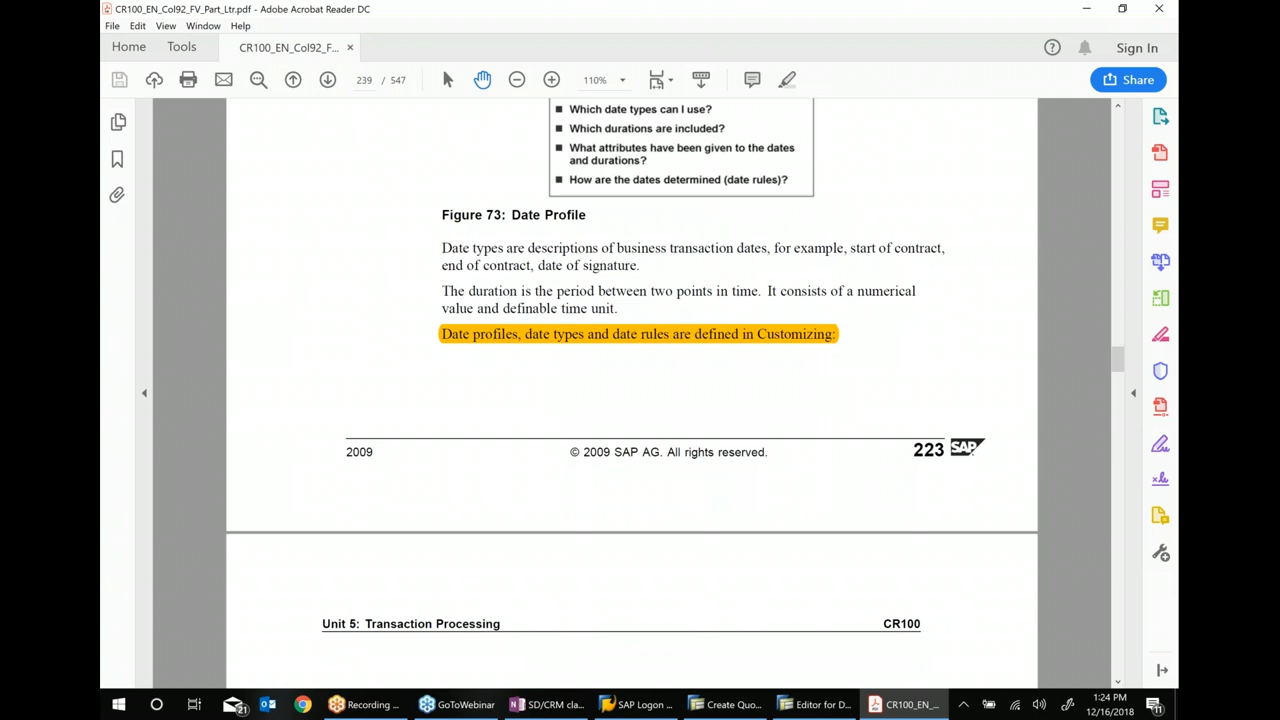 CR100_EN_Col92_FV_Part_Ltr.pdf - Adobe Acrobat Reader DC
File Edit View Window Help
Home Tools CR100_EN_Col92_F... × Sign In
239 / 547 110% Share
■ Which date types can I use?
■ Which durations are included?
■ What attributes have been given to the dates
and durations?
■ How are the dates determined (date rules)?
Figure 73: Date Profile
Date types are descriptions of business transaction dates, for example, start of contract,
end of contract, date of signature.
The duration is the period between two points in time. It consists of a numerical
value and definable time unit.
Date profiles, date types and date rules are defined in Customizing:
2009 © 2009 SAP AG. All rights reserved. 223 SAP
Unit 5: Transaction Processing CR100
21 Recording ... GoToWebinar SD/CRM cla... SAP Logon ... Create Quo... Editor for D... CR100_EN_... 1:24 PM
12/16/2018 11